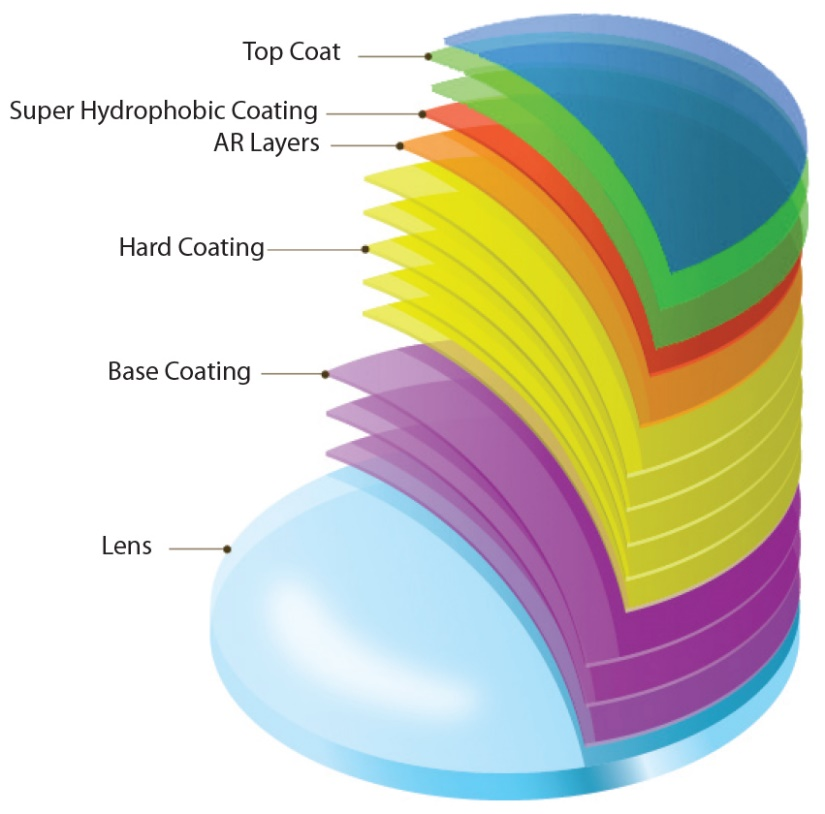 Top Coat
Super Hydrophobic Coating
AR Layers
Hard Coating
Base Coating
Lens